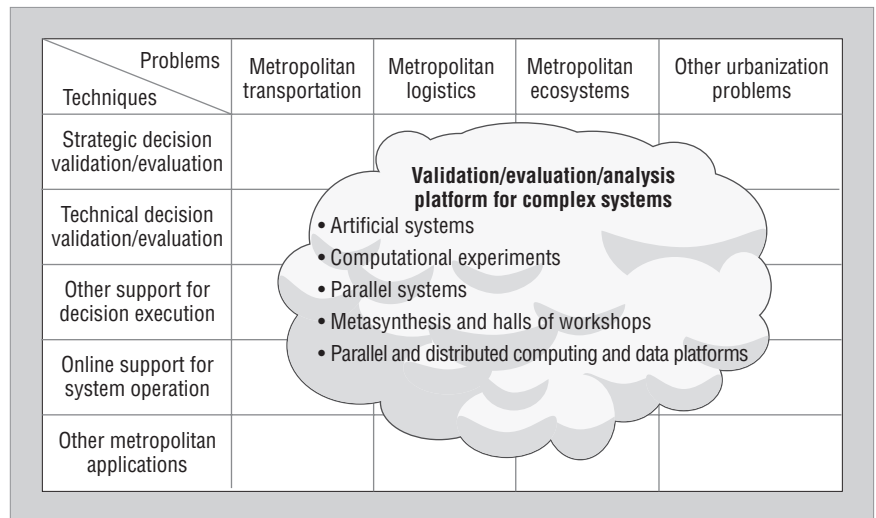 Problems
Techniques
Metropolitan
transportation
Metropolitan
logistics
Metropolitan
ecosystems
Other urbanization
problems
Strategic decision
validation/evaluation
Technical decision
validation/evaluation
Other support for
decision execution
Online support for
system operation
Other metropolitan
applications
Validation/evaluation/analysis
platform for complex systems
• Artificial systems
• Computational experiments
• Parallel systems
• Metasynthesis and halls of workshops
• Parallel and distributed computing and data platforms